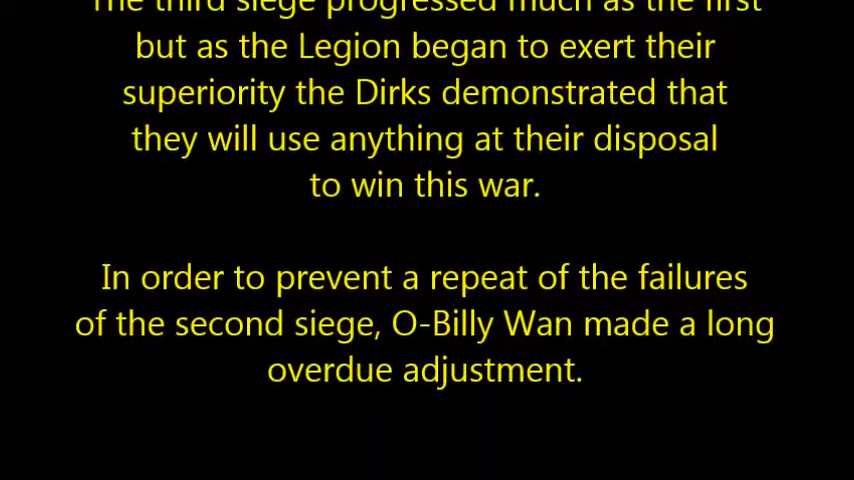 The third siege progressed much as the first
but as the Legion began to exert their
superiority the Dirks demonstrated that
they will use anything at their disposal
to win this war.
In order to prevent a repeat of the failures
of the second siege, O-Billy Wan made a long
overdue adjustment.